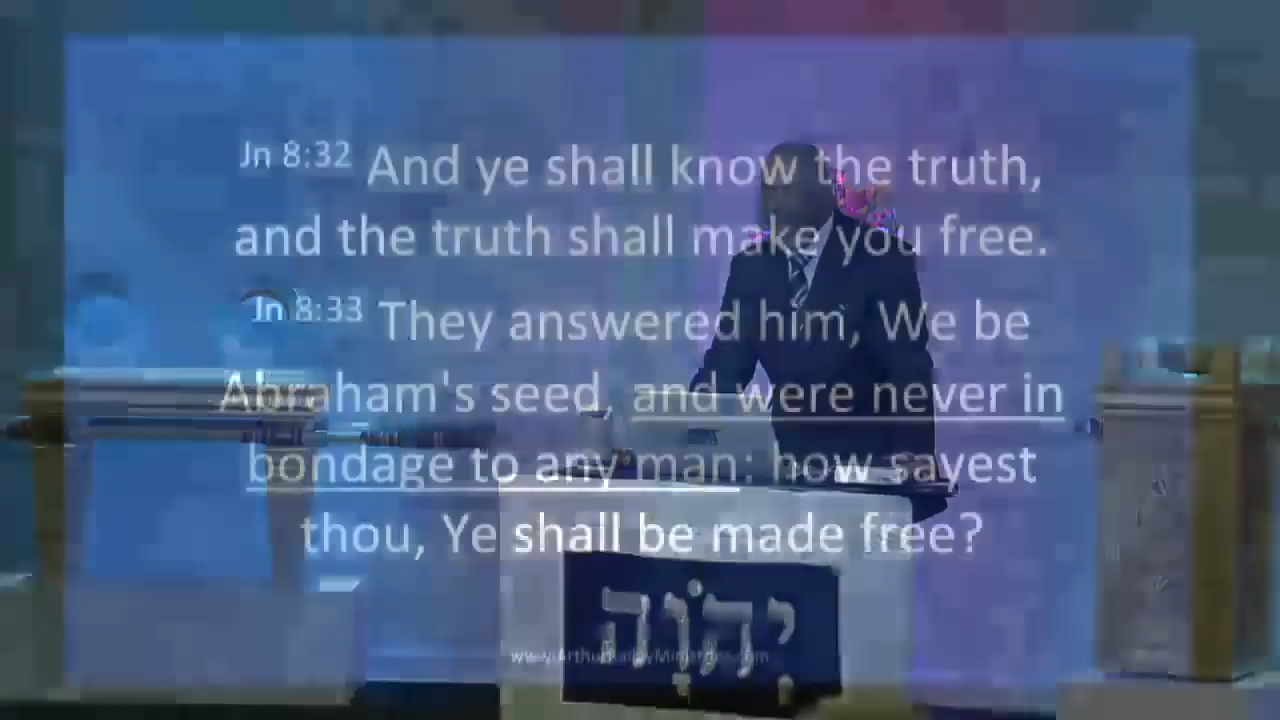 Jn 8:32 And ye shall know the truth,
and the truth shall make you free.
Jn 8:33 They answered him, We be
Abraham's seed, and were never in
bondage to any man: how sayest
thou, Ye shall be made free?
יְהֹוָה